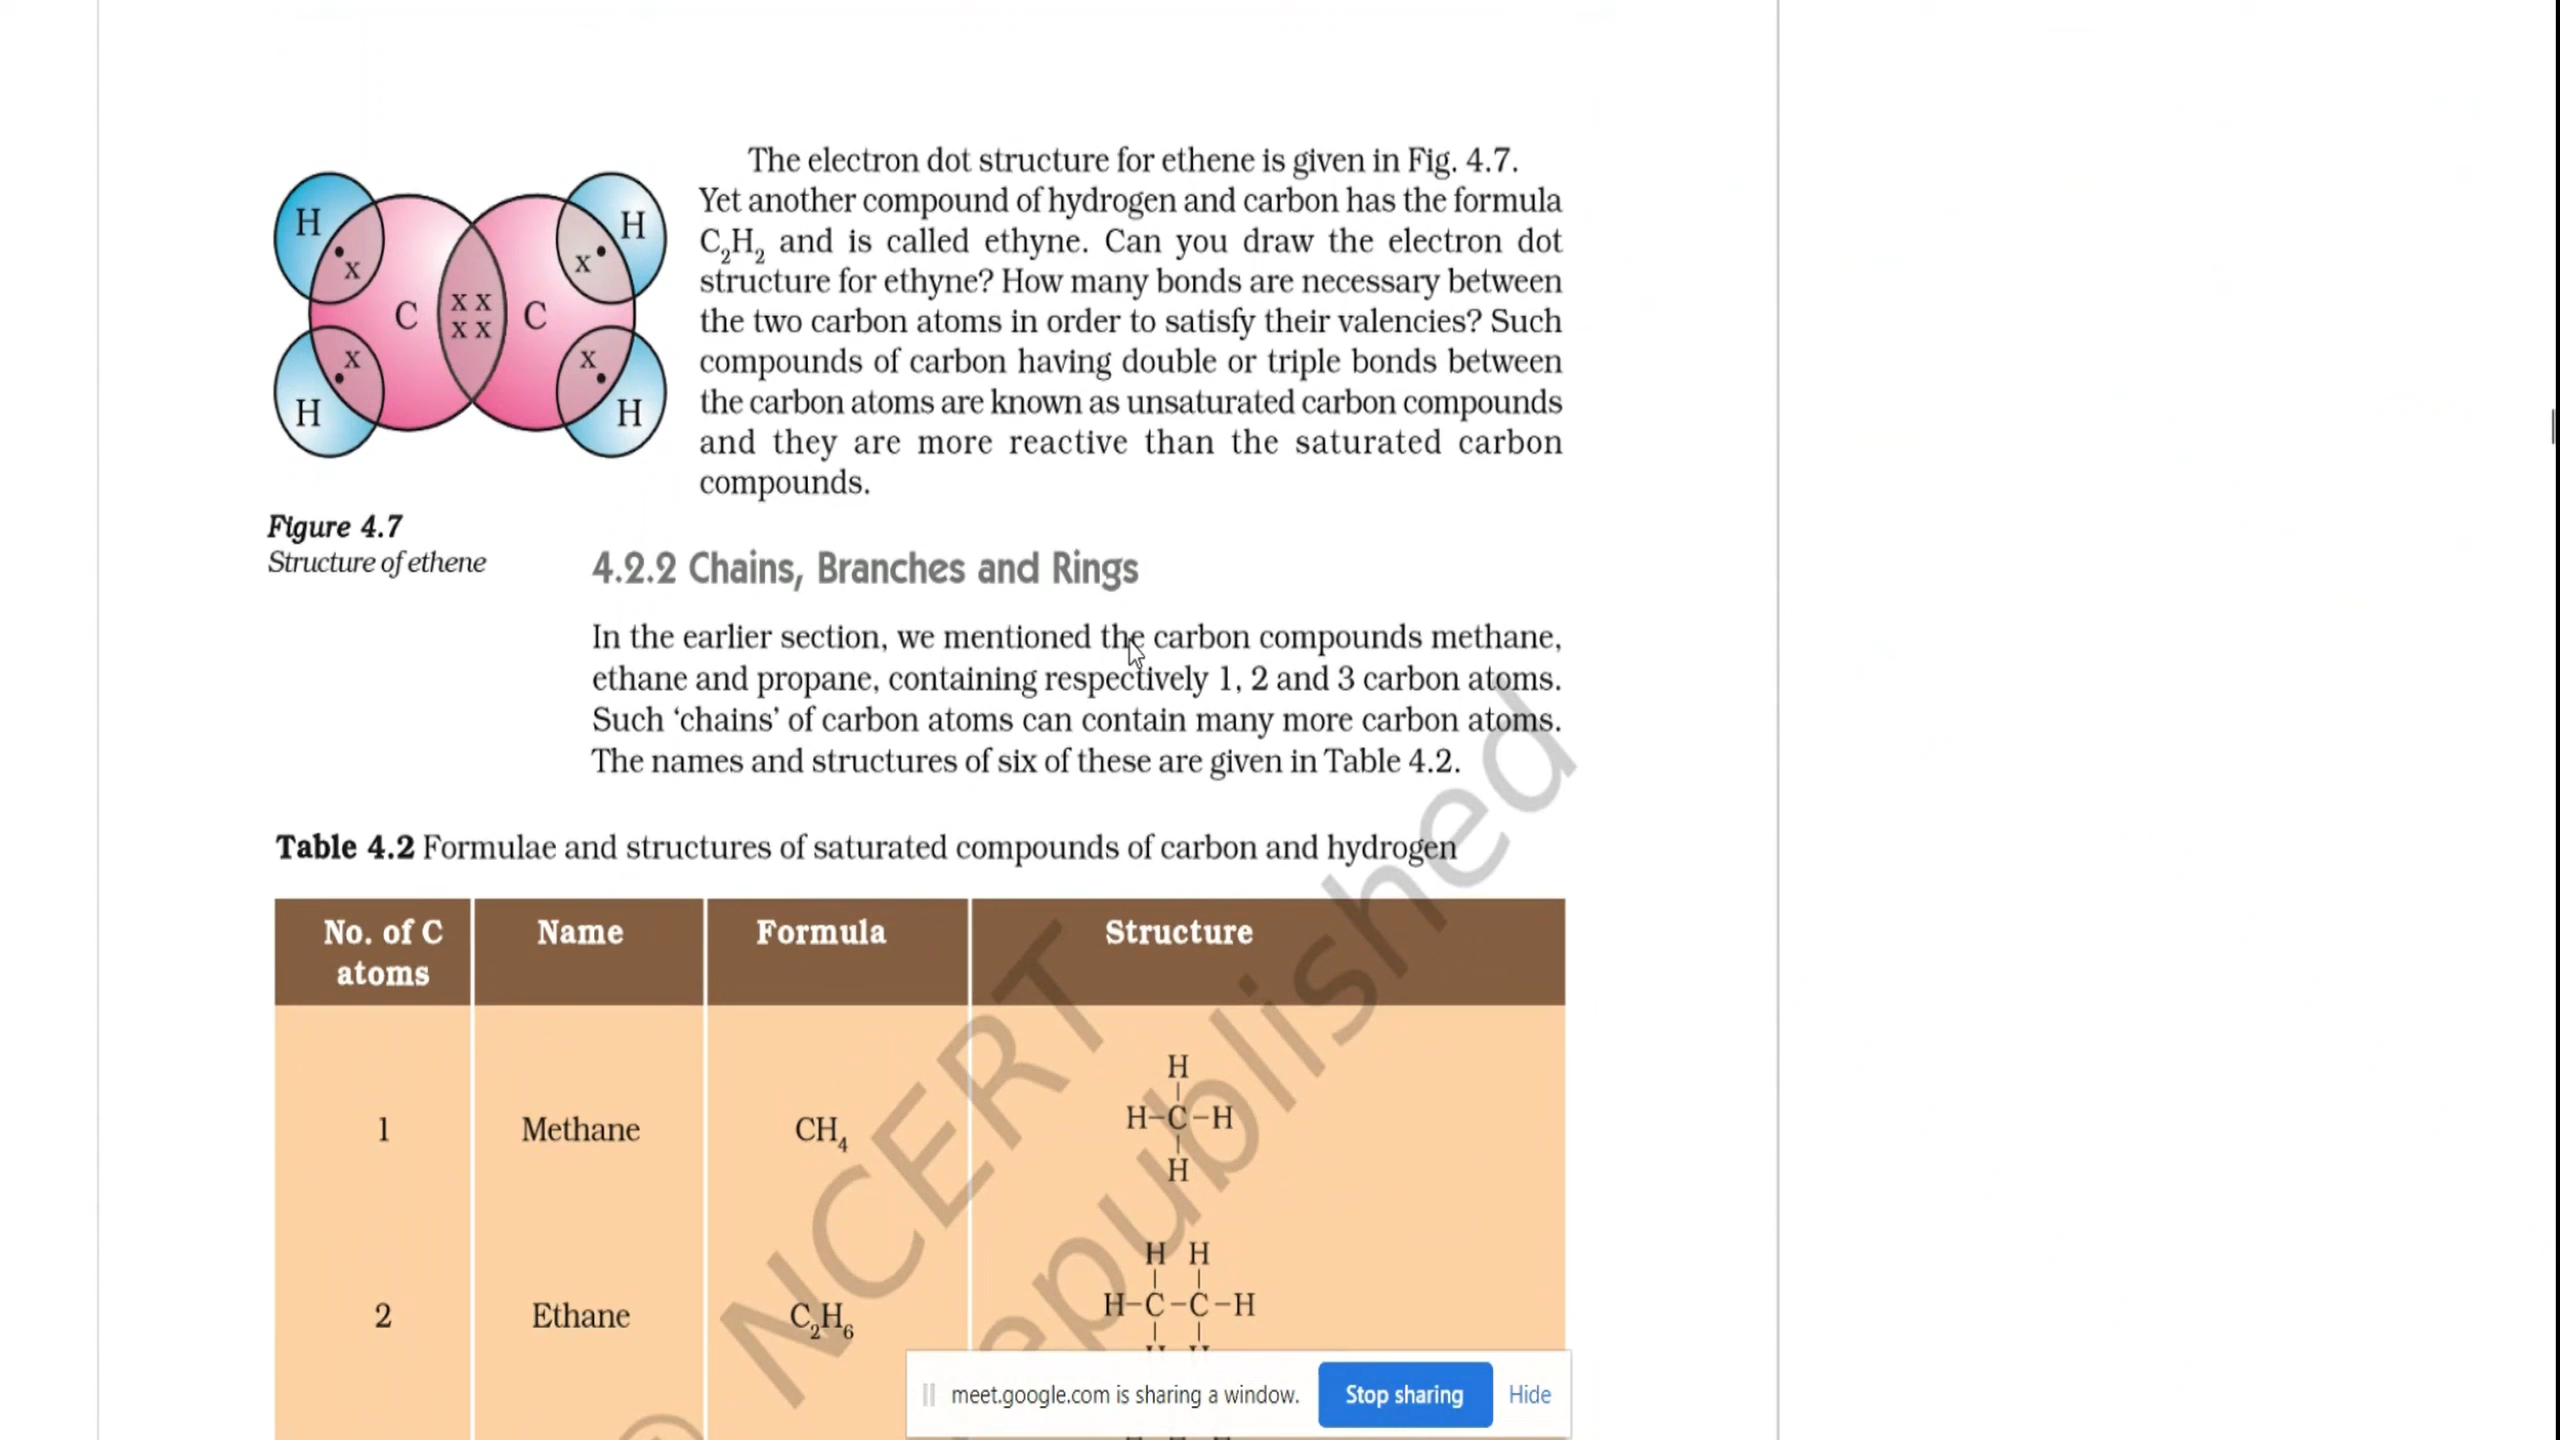 The electron dot structure for ethene is given in Fig. 4.7.
Yet another compound of hydrogen and carbon has the formula
C₂H₂ and is called ethyne. Can you draw the electron dot
structure for ethyne? How many bonds are necessary between
the two carbon atoms in order to satisfy their valencies? Such
compounds of carbon having double or triple bonds between
the carbon atoms are known as unsaturated carbon compounds
and they are more reactive than the saturated carbon
compounds.
H H
x x
C x x C
x x
x x
H H
Figure 4.7
Structure of ethene
4.2.2 Chains, Branches and Rings
In the earlier section, we mentioned the carbon compounds methane,
ethane and propane, containing respectively 1, 2 and 3 carbon atoms.
Such ‘chains’ of carbon atoms can contain many more carbon atoms.
The names and structures of six of these are given in Table 4.2.
Table 4.2 Formulae and structures of saturated compounds of carbon and hydrogen
No. of C atoms Name Formula Structure
H
1 Methane CH₄ H–C–H
H
H H
2 Ethane C₂H₆ H–C–C–H
NCERT
republished
meet.google.com is sharing a window. Stop sharing Hide